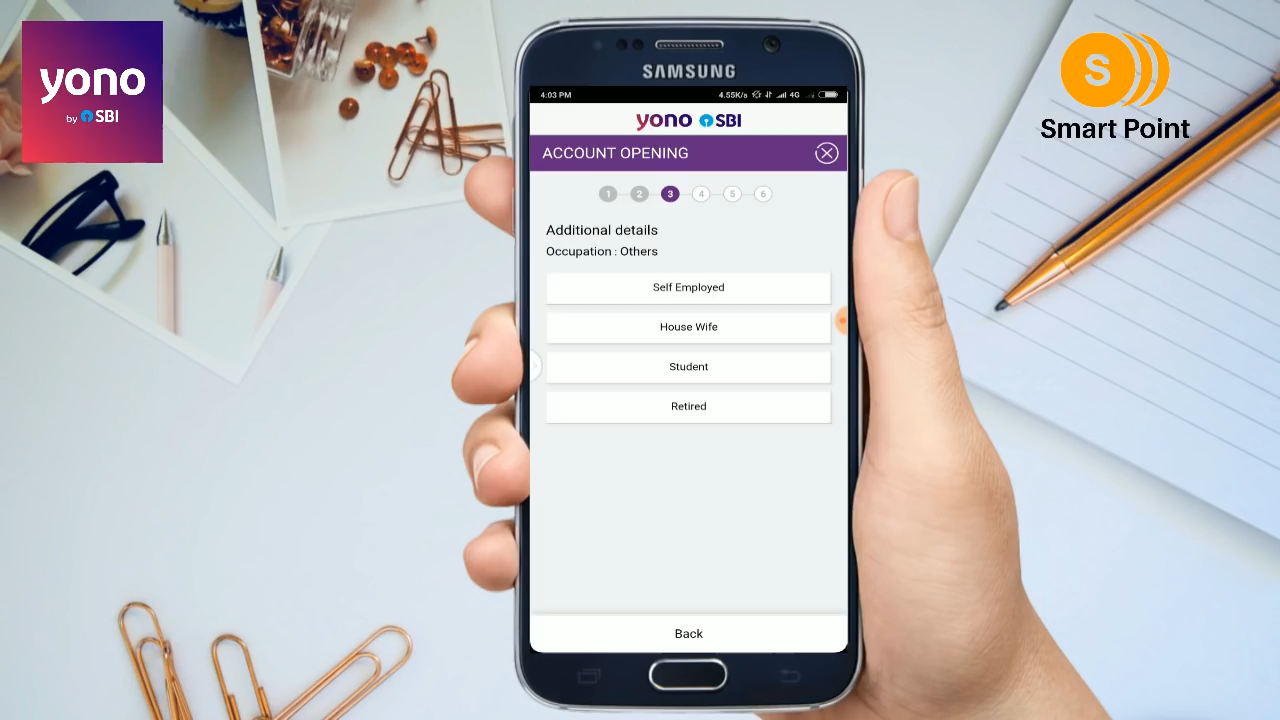 yono
by SBI
S
Smart Point
SAMSUNG
4:03 PM
4.55K/s
4G
yono SBI
ACCOUNT OPENING
1 2 3 4 5 6
Additional details
Occupation : Others
Self Employed
House Wife
Student
Retired
Back